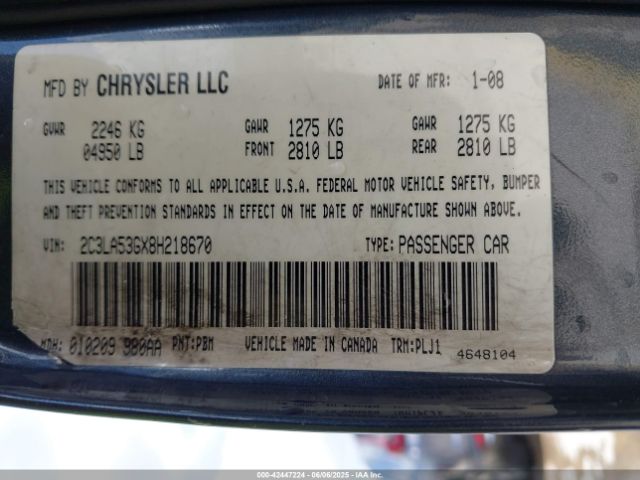 MFD BY CHRYSLER LLC DATE OF MFR: 1-08
GVWR 2246 KG GAWR 1275 KG GAWR 1275 KG
04950 LB FRONT 2810 LB REAR 2810 LB
THIS VEHICLE CONFORMS TO ALL APPLICABLE U.S.A. FEDERAL MOTOR VEHICLE SAFETY, BUMPER
AND THEFT PREVENTION STANDARDS IN EFFECT ON THE DATE OF MANUFACTURE SHOWN ABOVE.
VIN: 2C3LA53GX8H218670 TYPE: PASSENGER CAR
MDH: 010209 980AA PNT:PBM VEHICLE MADE IN CANADA TRM:PLJ1
4648104
000-42447224 - 06/06/2025 - IAA Inc.